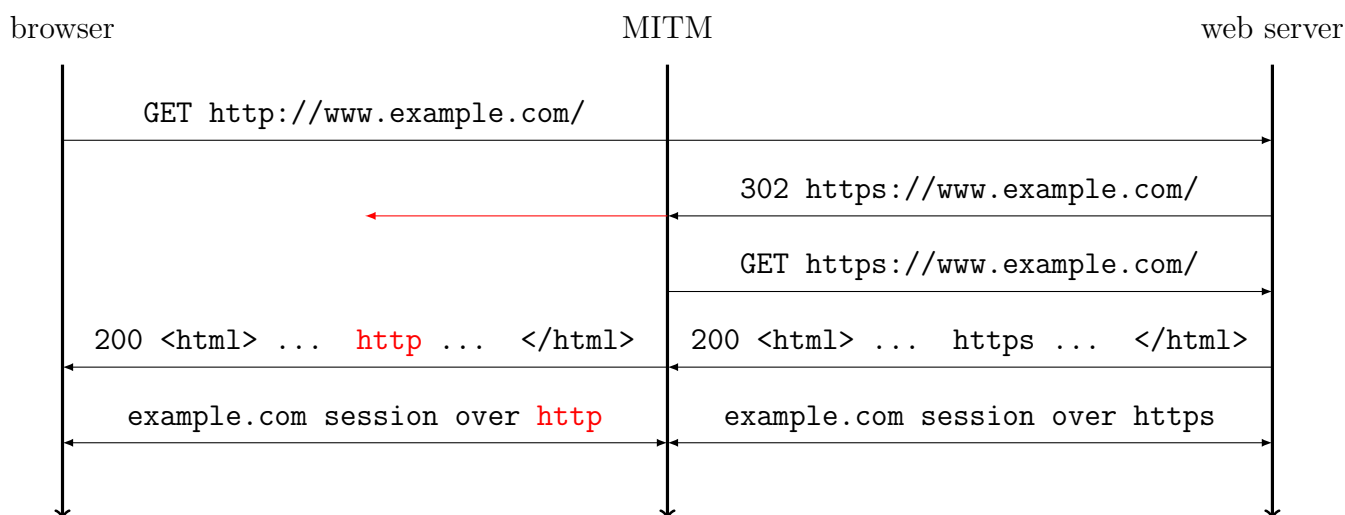 browser MITM web server
GET http://www.example.com/
302 https://www.example.com/
GET https://www.example.com/
200 <html> ... http ... </html> 200 <html> ... https ... </html>
example.com session over http example.com session over https